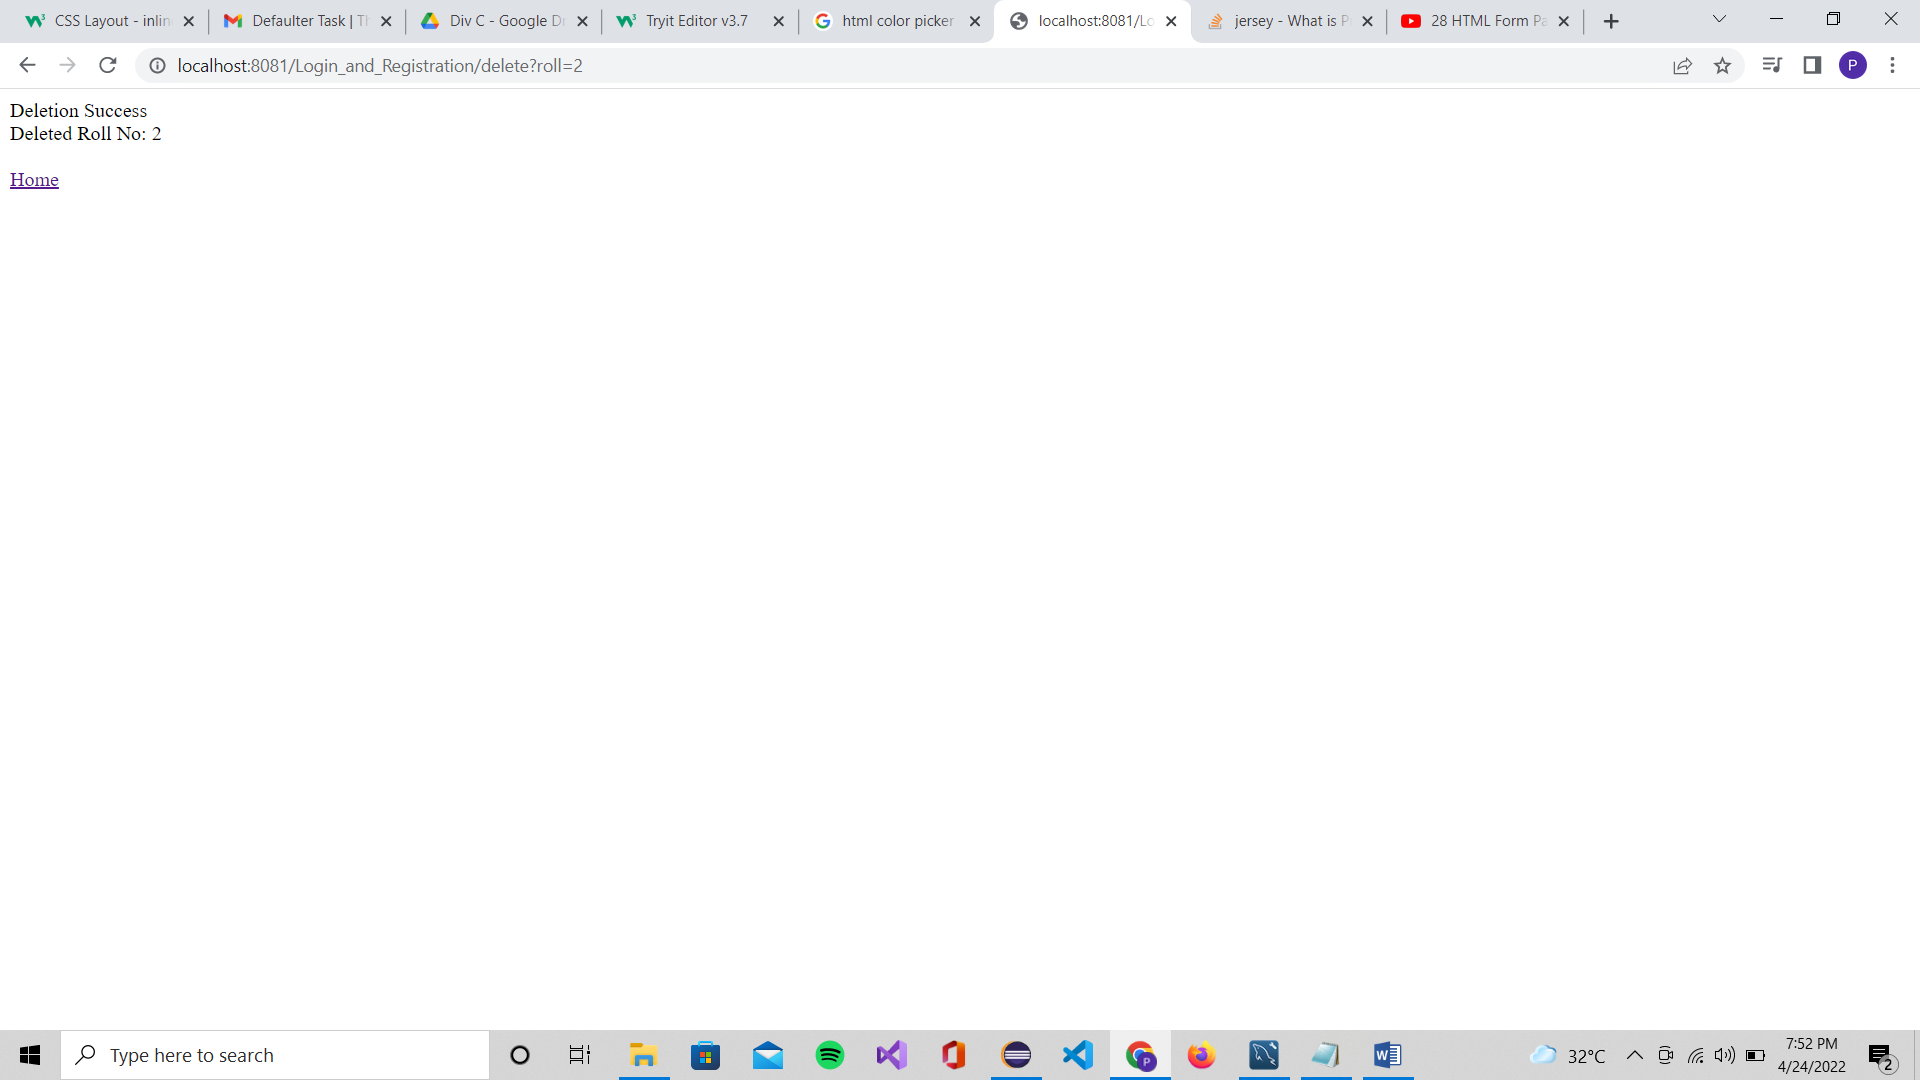 CSS Layout - inlin
Defaulter Task | Th
Div C - Google Dr
Tryit Editor v3.7
html color picker
localhost:8081/Lo
jersey - What is P
28 HTML Form Pa
localhost:8081/Login_and_Registration/delete?roll=2
P
Deletion Success
Deleted Roll No: 2
Home
Type here to search
P
32°C
7:52 PM
4/24/2022
2